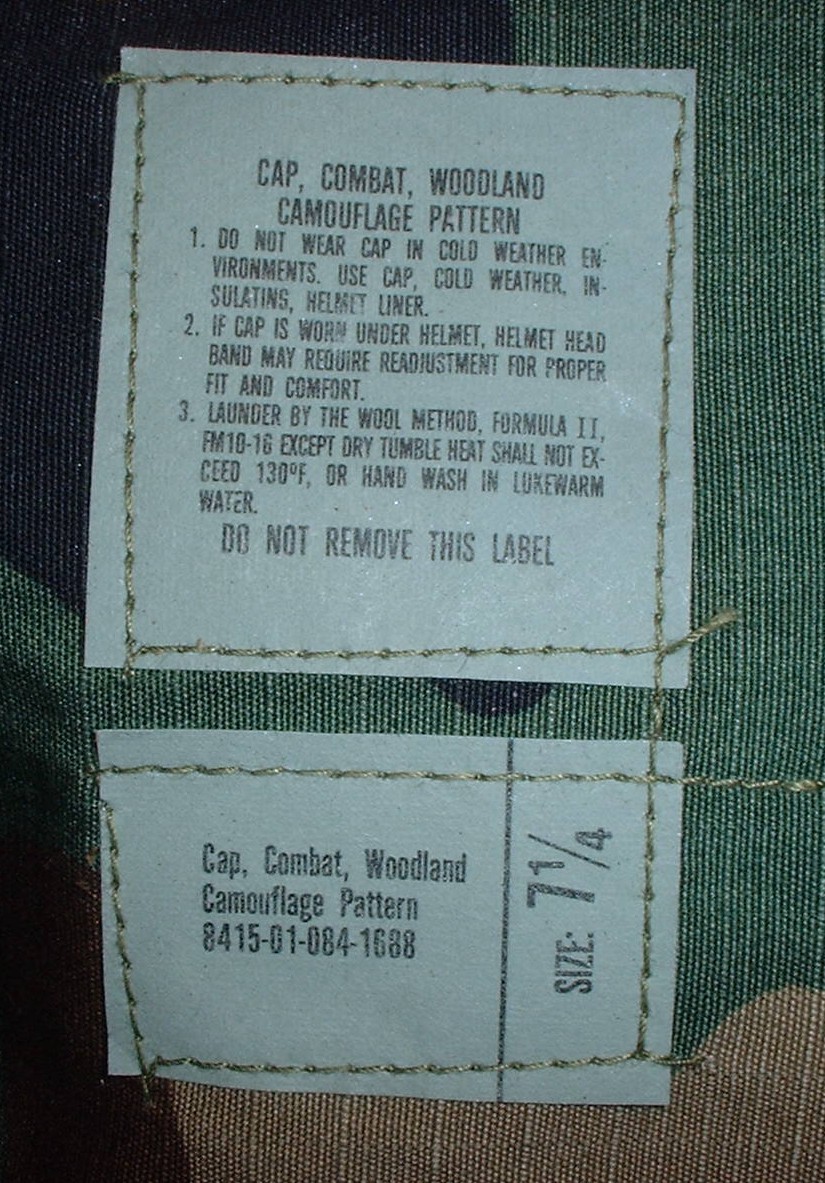 CAP, COMBAT, WOODLAND
CAMOUFLAGE PATTERN
1. DO NOT WEAR CAP IN COLD WEATHER EN-
VIRONMENTS. USE CAP, COLD WEATHER, IN-
SULATING, HELMET LINER.
2. IF CAP IS WORN UNDER HELMET, HELMET HEAD
BAND MAY REQUIRE READJUSTMENT FOR PROPER
FIT AND COMFORT.
3. LAUNDER BY THE WOOL METHOD, FORMULA II,
FM10-16 EXCEPT DRY TUMBLE HEAT SHALL NOT EX-
CEED 130°F, OR HAND WASH IN LUKEWARM
WATER.
DO NOT REMOVE THIS LABEL
Cap, Combat, Woodland
Camouflage Pattern
8415-01-084-1688
SIZE: 7 1/4